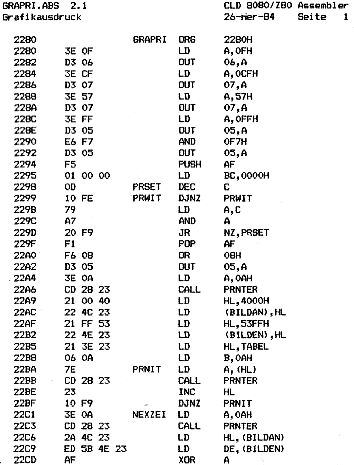 GRAPRI.ABS 2.1 CLD 8080/Z80 Assembler
Grafikausdruck 26-mer-84 Seite 1
2280 GRAPRI ORG 2280H
2280 3E 0F LD A,0FH
2282 D3 06 OUT 06,A
2284 3E CF LD A,0CFH
2286 D3 07 OUT 07,A
2288 3E 57 LD A,57H
228A D3 07 OUT 07,A
228C 3E FF LD A,0FFH
228E D3 05 OUT 05,A
2290 E6 F7 AND 0F7H
2292 D3 05 OUT 05,A
2294 F5 PUSH AF
2295 01 00 00 LD BC,0000H
2298 0D PRSET DEC C
2299 10 FE PRWIT DJNZ PRWIT
229B 79 LD A,C
229C A7 AND A
229D 20 F9 JR NZ,PRSET
229F F1 POP AF
22A0 F6 08 OR 08H
22A2 D3 05 OUT 05,A
22A4 3E 0A LD A,0AH
22A6 CD 28 23 CALL PRNTER
22A9 21 00 40 LD HL,4000H
22AC 22 4C 23 LD (BILDAN),HL
22AF 21 FF 53 LD HL,53FFH
22B2 22 4E 23 LD (BILDEN),HL
22B5 21 3E 23 LD HL,TABEL
22B8 06 0A LD B,0AH
22BA 7E PRNIT LD A,(HL)
22BB CD 28 23 CALL PRNTER
22BE 23 INC HL
22BF 10 F9 DJNZ PRNIT
22C1 3E 0A NEXZEI LD A,0AH
22C3 CD 28 23 CALL PRNTER
22C6 2A 4C 23 LD HL,(BILDAN)
22C9 ED 5B 4E 23 LD DE,(BILDEN)
22CD AF XOR A